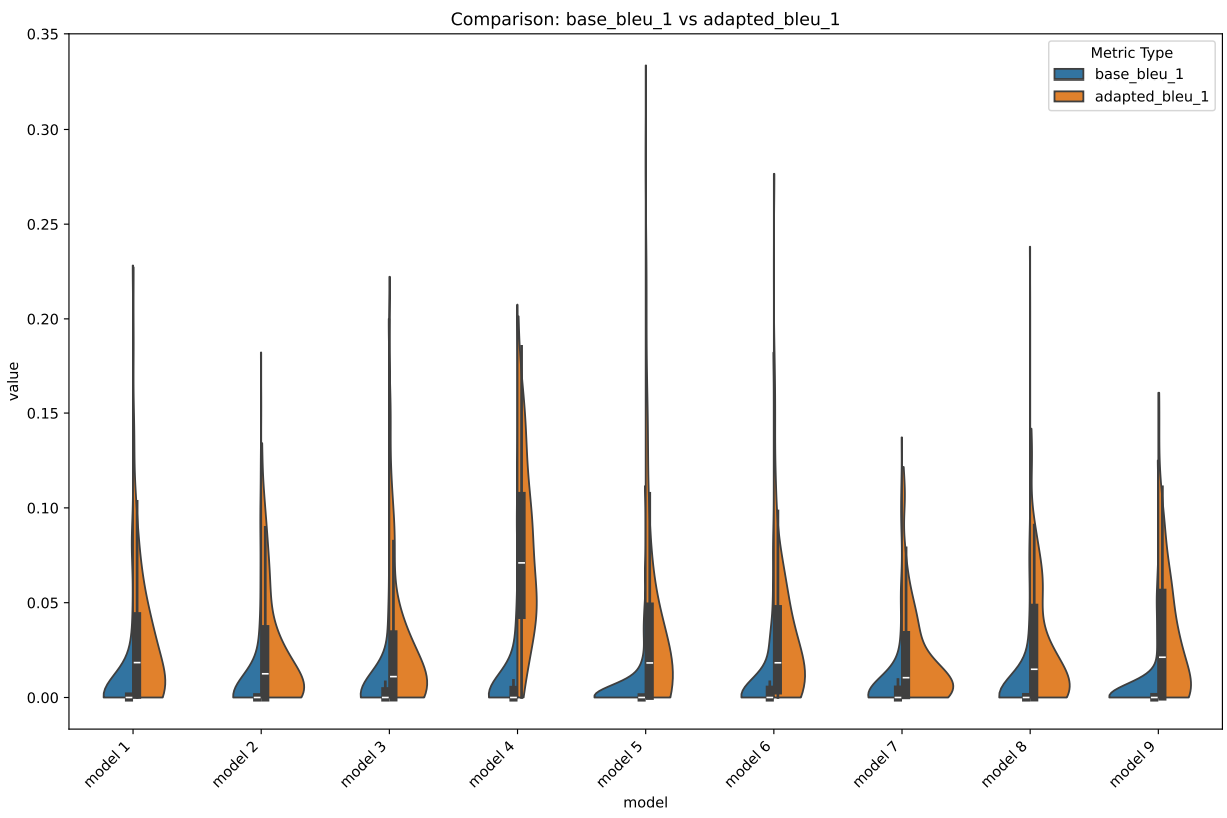 Comparison: base_bleu_1 vs adapted_bleu_1
Metric Type
base_bleu_1
adapted_bleu_1
value
0.35
0.30
0.25
0.20
0.15
0.10
0.05
0.00
model 1
model 2
model 3
model 4
model 5
model 6
model 7
model 8
model 9
model